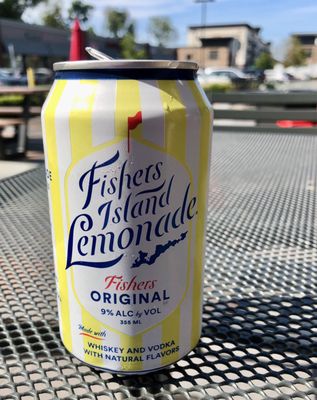 Fishers
Island
Lemonade
Fishers
ORIGINAL
9% ALC by VOL
355 ML
Made with
WHISKEY AND VODKA
WITH NATURAL FLAVORS